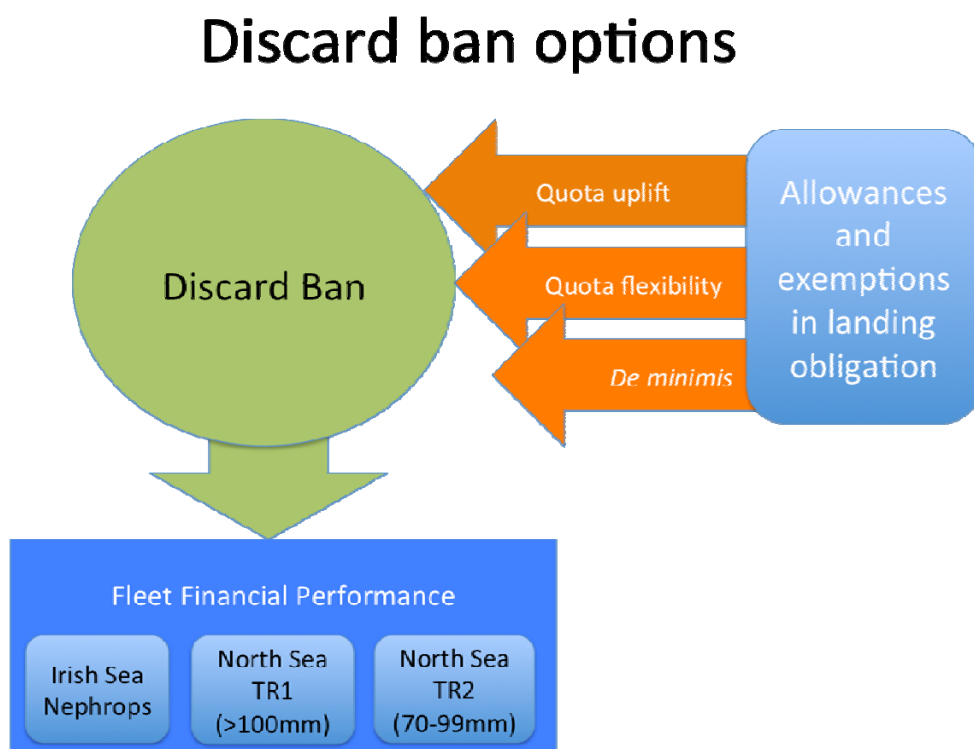 Discard ban options
Discard Ban
Quota uplift
Quota flexibility
De minimis
Allowances
and
exemptions
in landing
obligation
Fleet Financial Performance
Irish Sea
Nephrops
North Sea
TR1
(>100mm)
North Sea
TR2
(70-99mm)